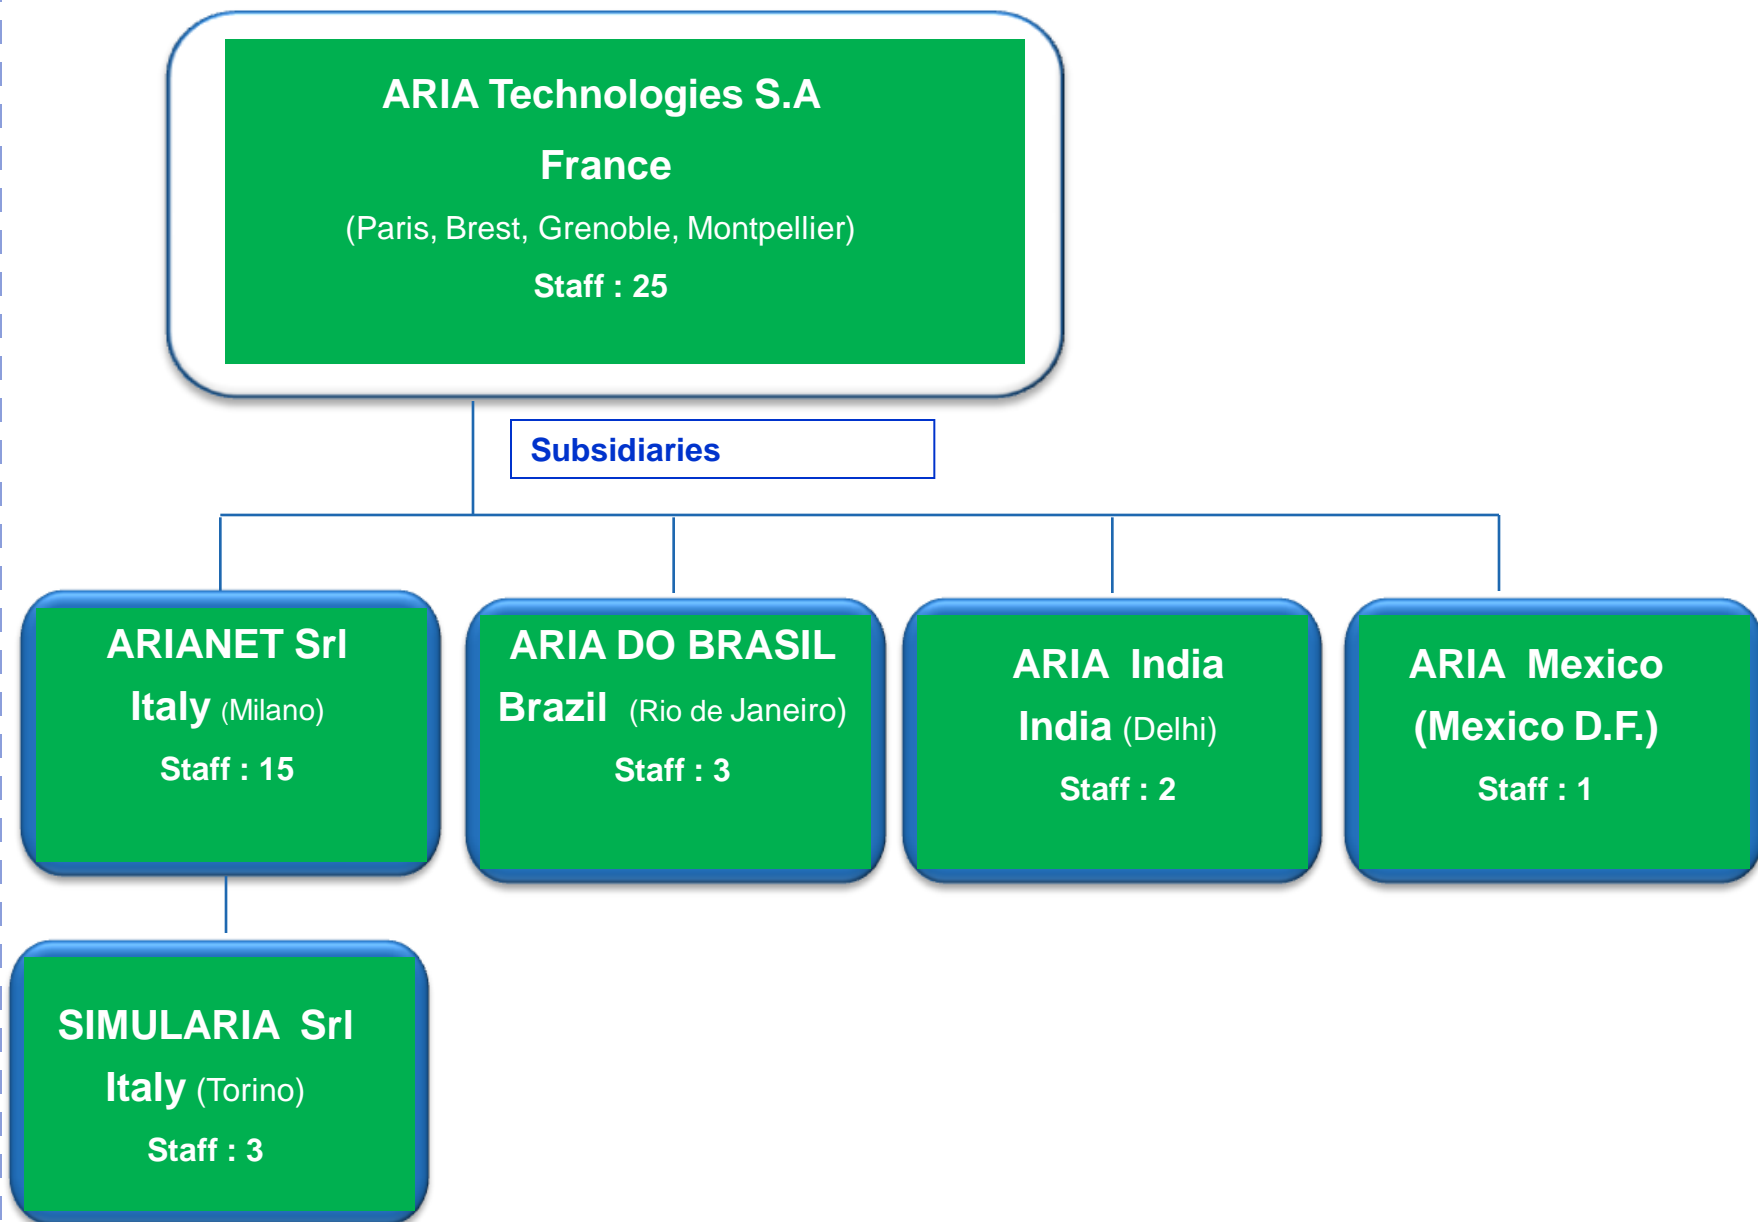 ARIA Technologies S.A
France
(Paris, Brest, Grenoble, Montpellier)
Staff : 25
Subsidiaries
ARIANET Srl
Italy (Milano)
Staff : 15
ARIA DO BRASIL
Brazil (Rio de Janeiro)
Staff : 3
ARIA India
India (Delhi)
Staff : 2
ARIA Mexico
(Mexico D.F.)
Staff : 1
SIMULARIA Srl
Italy (Torino)
Staff : 3